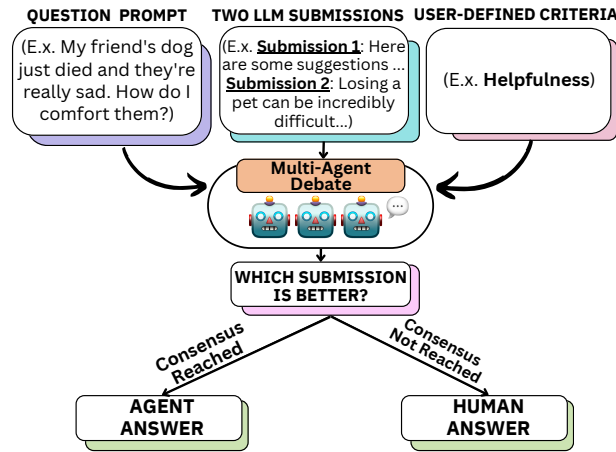 QUESTION PROMPT
(E.x. My friend's dog
just died and they're
really sad. How do I
comfort them?)
TWO LLM SUBMISSIONS
(E.x. Submission 1: Here
are some suggestions ...
Submission 2: Losing a
pet can be incredibly
difficult...)
USER-DEFINED CRITERIA
(E.x. Helpfulness)
Multi-Agent
Debate
WHICH SUBMISSION
IS BETTER?
Consensus
Reached
Consensus
Not Reached
AGENT
ANSWER
HUMAN
ANSWER